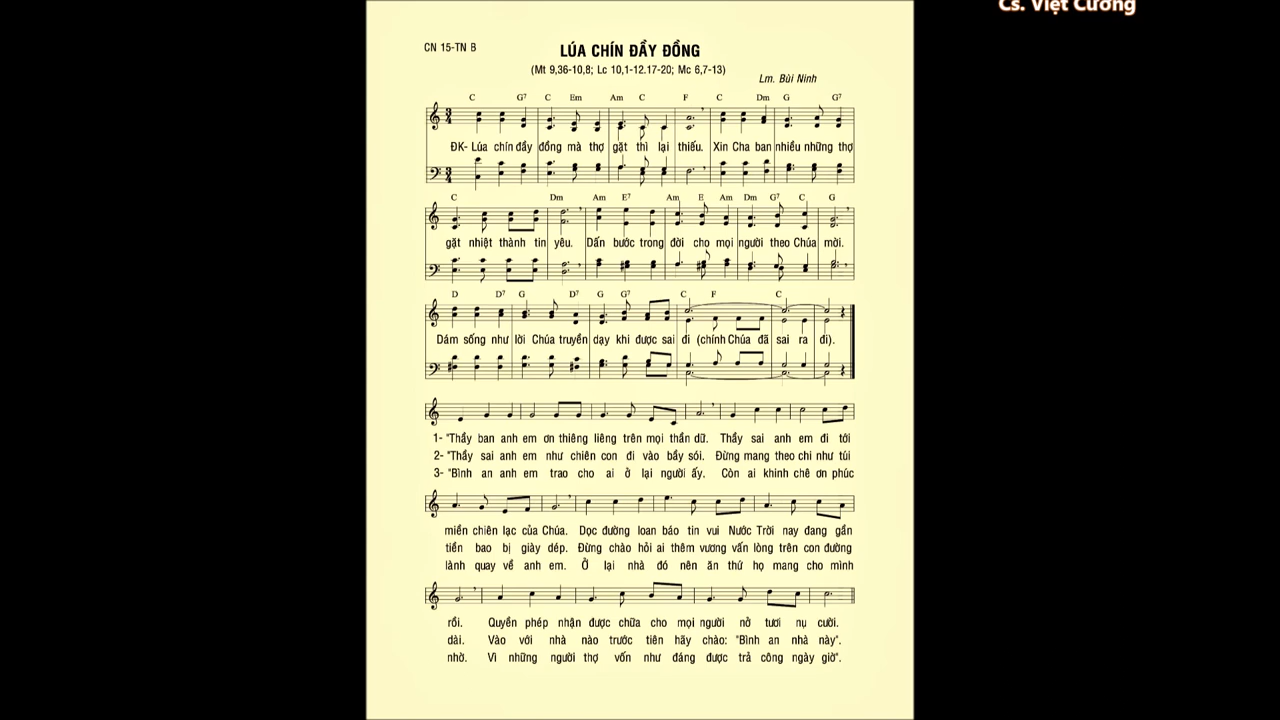 Cs. Việt Cường
CN 15-TN B
LÚA CHÍN ĐẦY ĐỒNG
(Mt 9,36-10,8; Lc 10,1-12.17-20; Mc 6,7-13)
Lm. Bùi Ninh
C G7 C Em Am C F C Dm G G7
ĐK- Lúa chín đầy đồng mà thợ gặt thì lại thiếu. Xin Cha ban nhiều những thợ
C Dm Am E7 Am E Am Dm G7 C G
gặt nhiệt thành tin yêu. Dấn bước trong đời cho mọi người theo Chúa mời.
D D7 G D7 G G7 C F C
Dám sống như lời Chúa truyền dạy khi được sai đi (chính Chúa đã sai ra đi).
1- "Thầy ban anh em ơn thiêng liêng trên mọi thần dữ. Thầy sai anh em đi tới
2- "Thầy sai anh em như chiên con đi vào bầy sói. Đừng mang theo chi như túi
3- "Bình an anh em trao cho ai ở lại người ấy. Còn ai khinh chê ơn phúc
miền chiên lạc của Chúa. Dọc đường loan báo tin vui Nước Trời nay đang gần
tiền bao bị giày dép. Đừng chào hỏi ai thêm vương vấn lòng trên con đường
lành quay về anh em. Ở lại nhà đó nên ăn thứ họ mang cho mình
rồi. Quyền phép nhận được chữa cho mọi người nở tươi nụ cười.
dài. Vào với nhà nào trước tiên hãy chào: "Bình an nhà này".
nhờ. Vì những người thợ vốn như đáng được trả công ngày giờ".